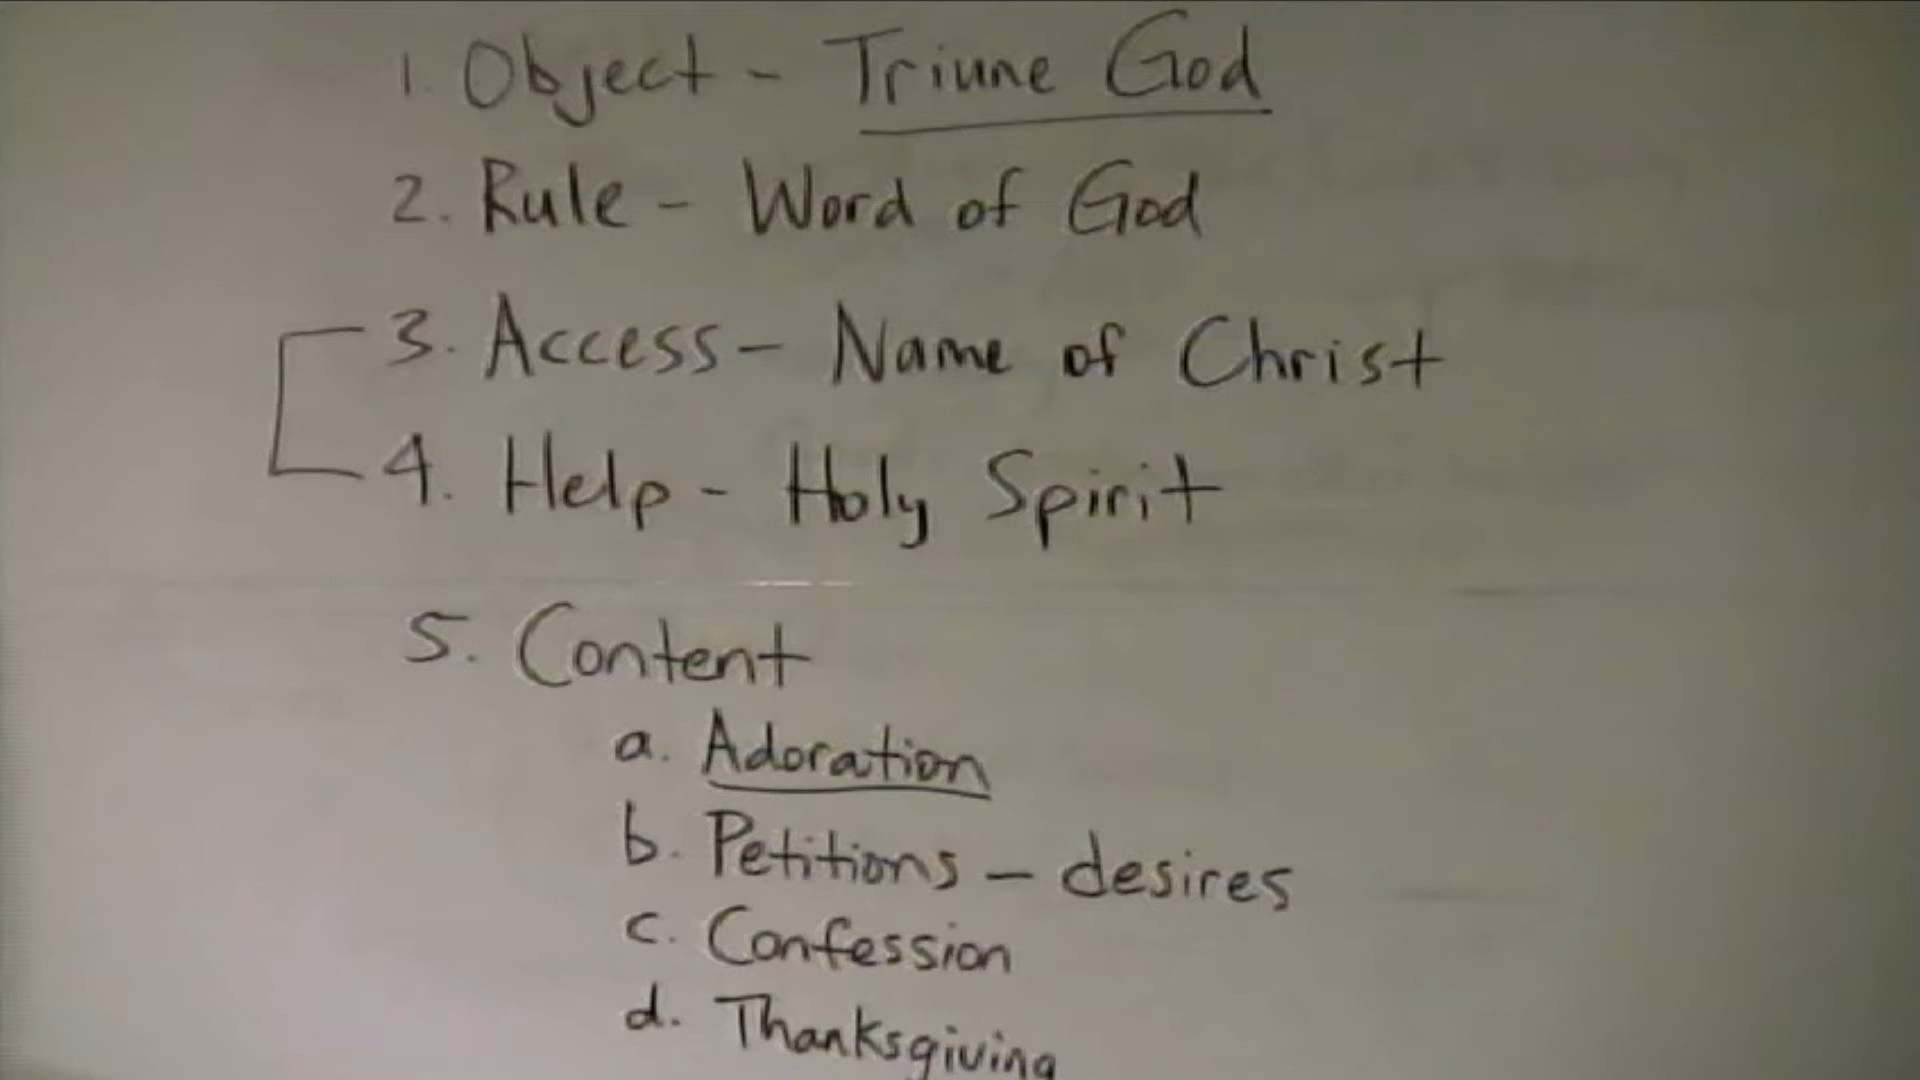 1. Object - Triune God
2. Rule - Word of God
3. Access - Name of Christ
4. Help - Holy Spirit
5. Content
a. Adoration
b. Petitions - desires
c. Confession
d. Thanksgiving